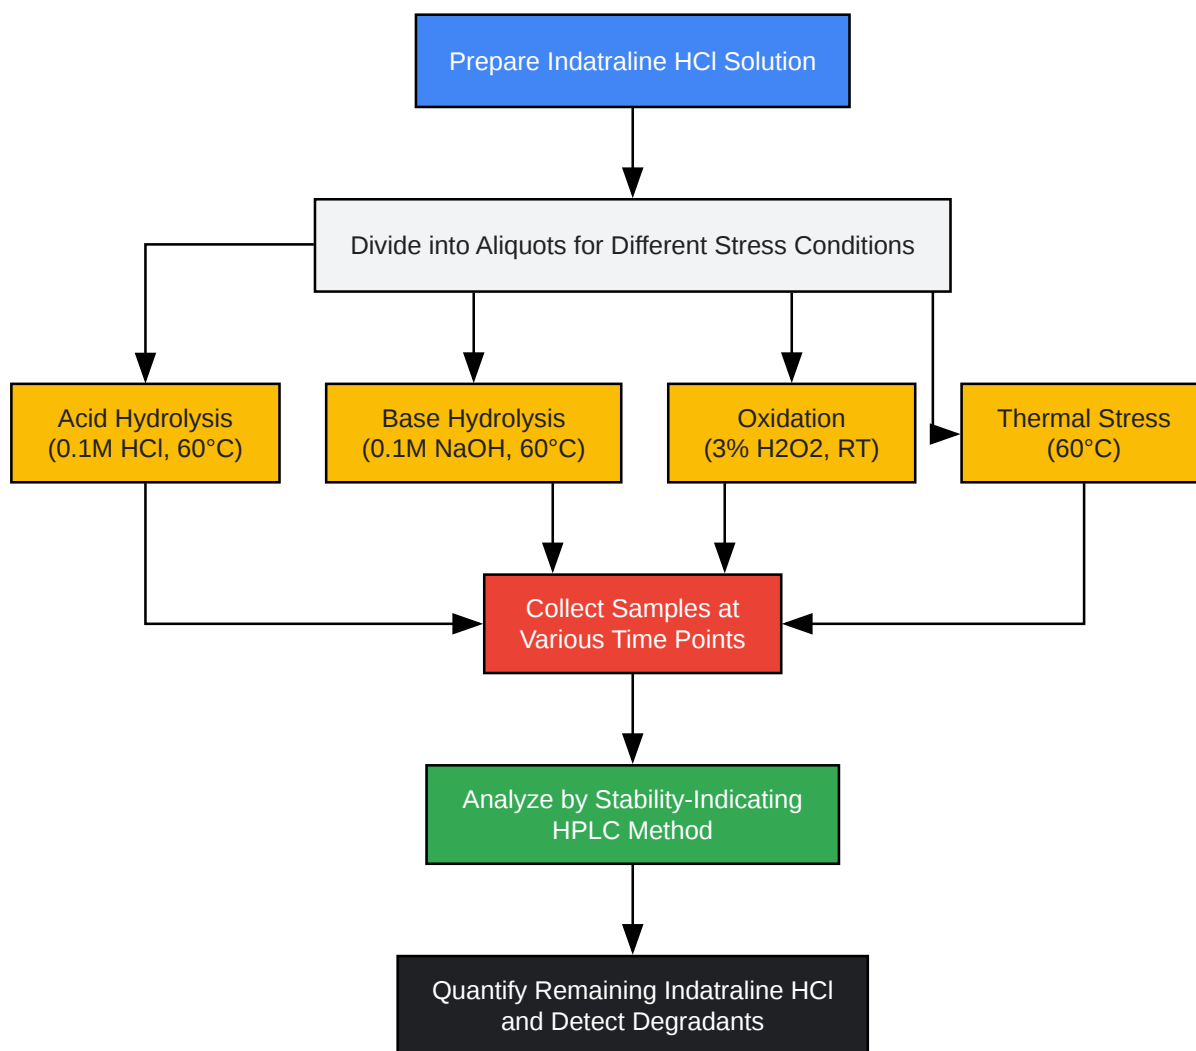 Prepare Indatraline HCl Solution
Divide into Aliquots for Different Stress Conditions
Acid Hydrolysis
(0.1M HCl, 60°C)
Base Hydrolysis
(0.1M NaOH, 60°C)
Oxidation
(3% H2O2, RT)
Thermal Stress
(60°C)
Collect Samples at
Various Time Points
Analyze by Stability-Indicating
HPLC Method
Quantify Remaining Indatraline HCl
and Detect Degradants